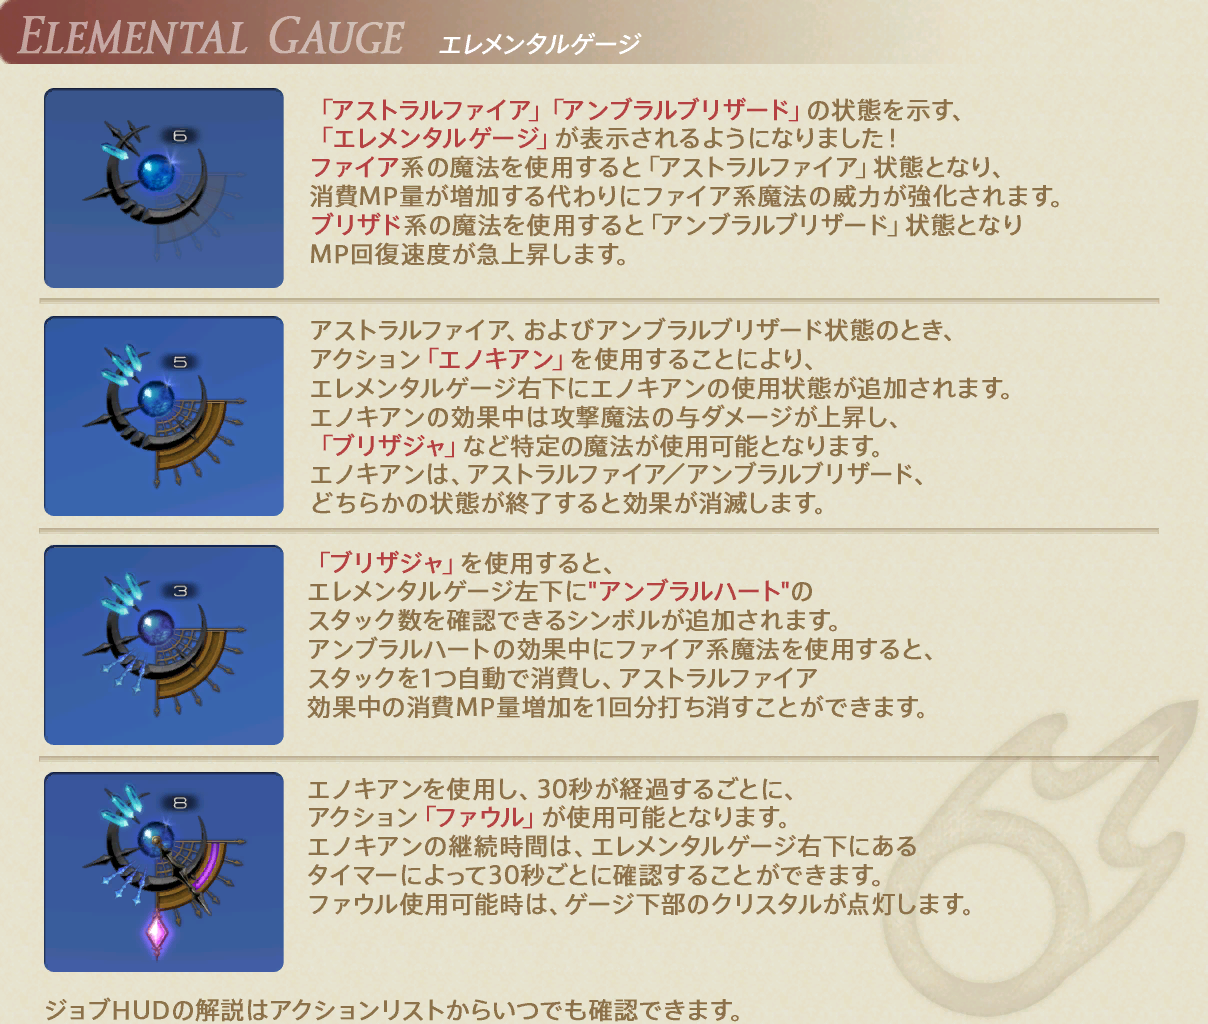 ELEMENTAL GAUGE エレメンタルゲージ
6
「アストラルファイア」「アンブラルブリザード」の状態を示す、
「エレメンタルゲージ」が表示されるようになりました！
ファイア系の魔法を使用すると「アストラルファイア」状態となり、
消費MP量が増加する代わりにファイア系魔法の威力が強化されます。
ブリザド系の魔法を使用すると「アンブラルブリザード」状態となり
MP回復速度が急上昇します。
5
アストラルファイア、およびアンブラルブリザード状態のとき、
アクション「エノキアン」を使用することにより、
エレメンタルゲージ右下にエノキアンの使用状態が追加されます。
エノキアンの効果中は攻撃魔法の与ダメージが上昇し、
「ブリザジャ」など特定の魔法が使用可能となります。
エノキアンは、アストラルファイア／アンブラルブリザード、
どちらかの状態が終了すると効果が消滅します。
3
「ブリザジャ」を使用すると、
エレメンタルゲージ左下に"アンブラルハート"の
スタック数を確認できるシンボルが追加されます。
アンブラルハートの効果中にファイア系魔法を使用すると、
スタックを1つ自動で消費し、アストラルファイア
効果中の消費MP量増加を1回分打ち消すことができます。
8
エノキアンを使用し、30秒が経過するごとに、
アクション「ファウル」が使用可能となります。
エノキアンの継続時間は、エレメンタルゲージ右下にある
タイマーによって30秒ごとに確認することができます。
ファウル使用可能時は、ゲージ下部のクリスタルが点灯します。
ジョブHUDの解説はアクションリストからいつでも確認できます。